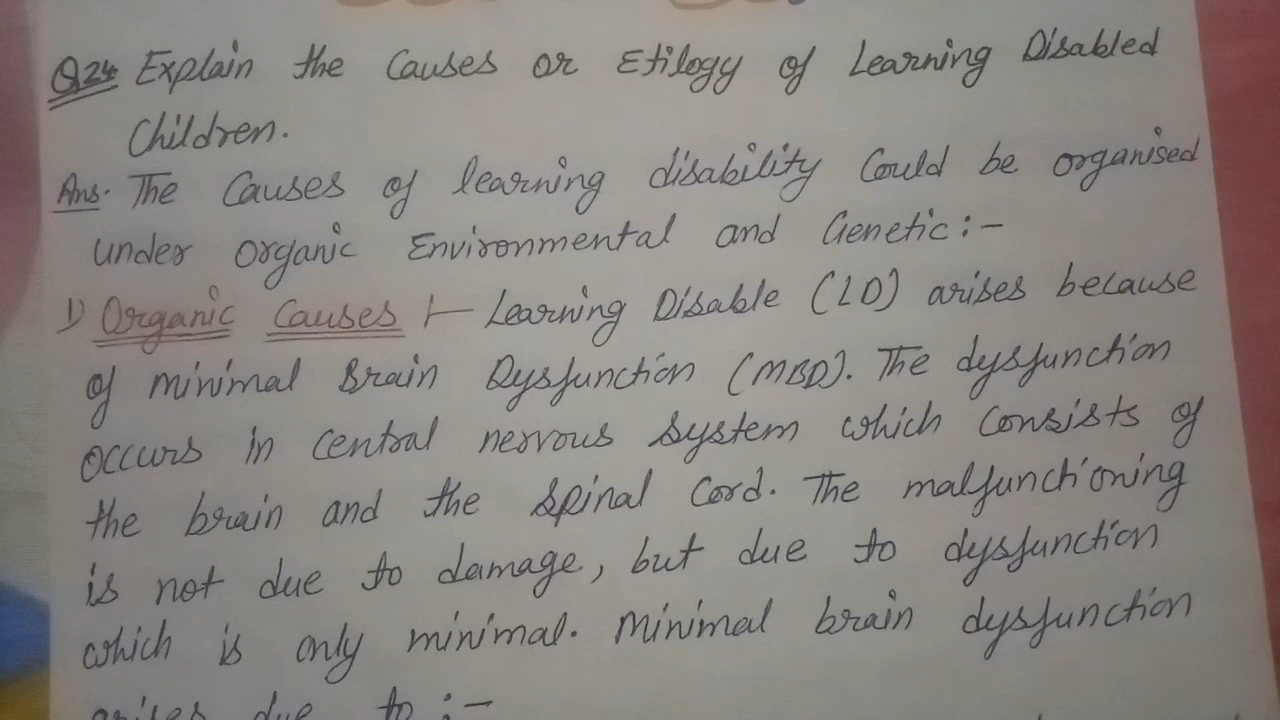 Q24 Explain the Causes or Etilogy of Learning Disabled
Children.
Ans. The Causes of learning disability Could be organised
under Organic Environmental and Genetic:-
1) Organic Causes :- Learning Disable (LD) arises because
of minimal Brain Dysfunction (MBD). The dysfunction
occurs in Central nervous system which Consists of
the brain and the spinal Cord. The malfunctioning
is not due to damage, but due to dysfunction
which is only minimal. Minimal brain dysfunction
arises due to :-